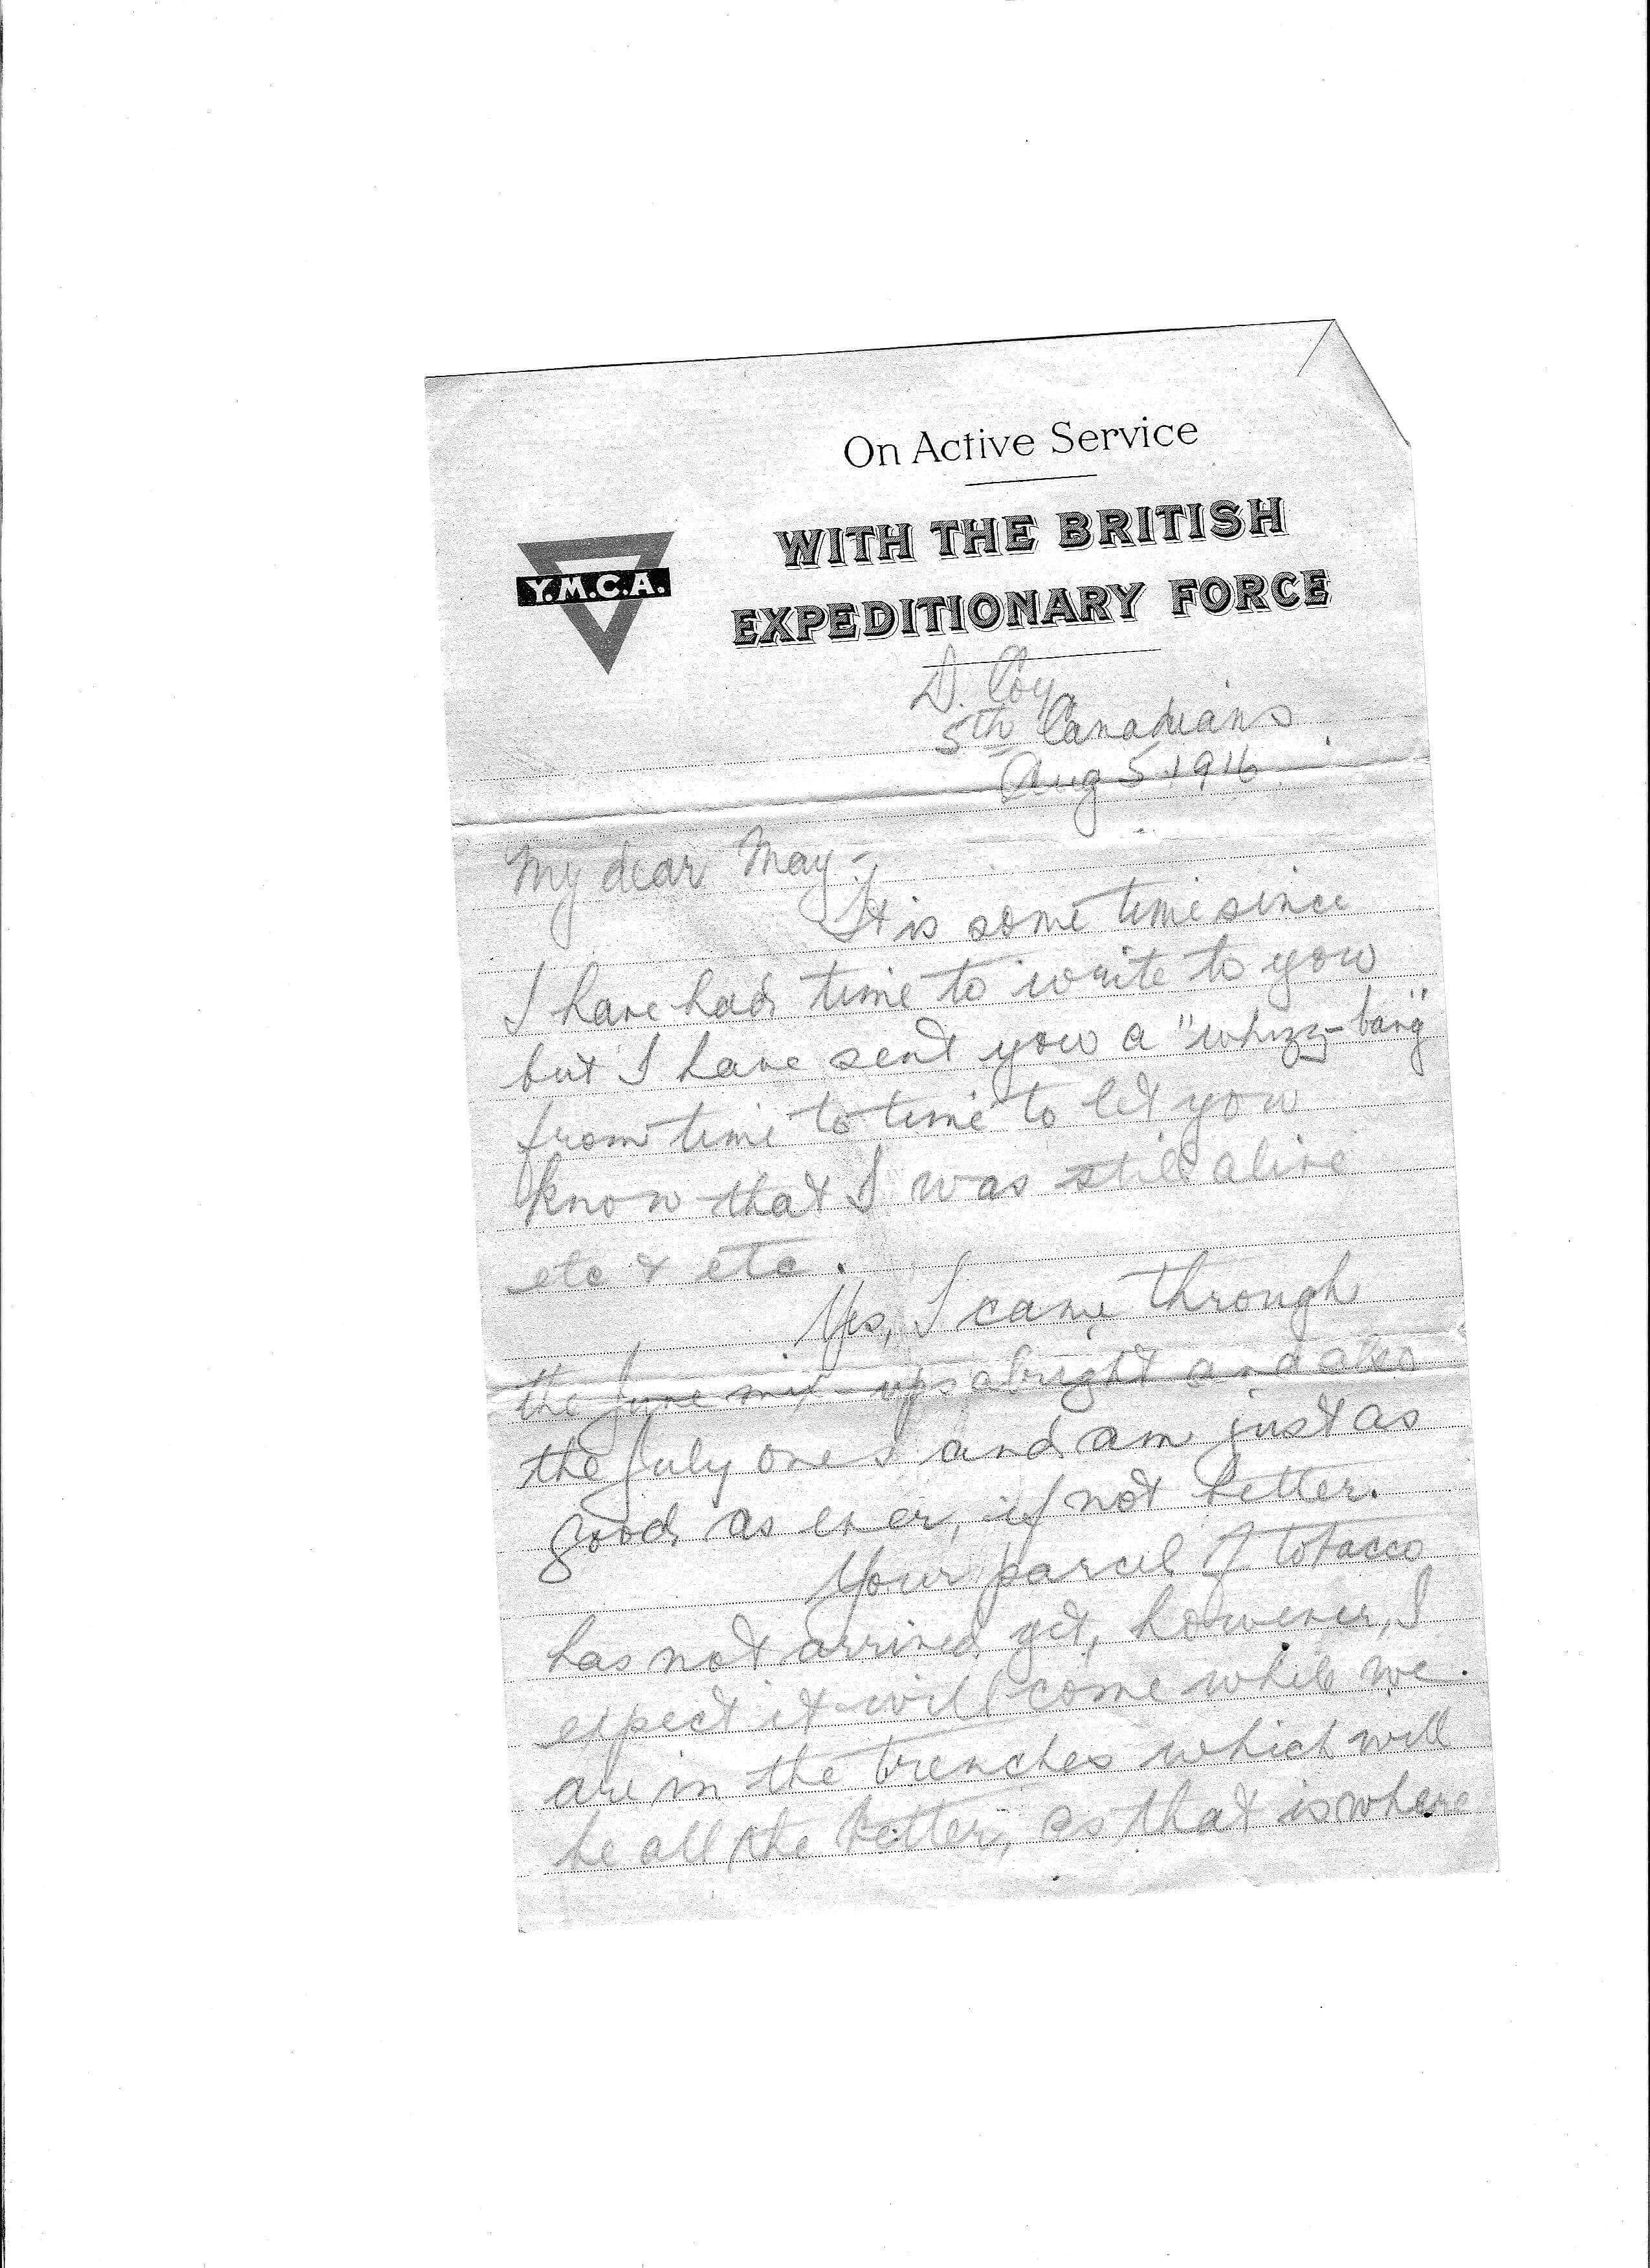 On Active Service
WITH THE BRITISH
Y.M.C.A.
EXPEDITIONARY FORCE
D. Coy.
5th Canadians
Aug 5 1916
My dear May -
It is some time since
I have had time to write to you
but I have sent you a "whizz-bang"
from time to time to let you
know that I was still alive
etc & etc.
Yes, I came through
the June mix-ups alright and also
the July ones and am just as
good as ever, if not better.
Your parcel of tobacco
has not arrived yet, however, I
expect it will come while we
are in the trenches which will
be all the better, as that is where